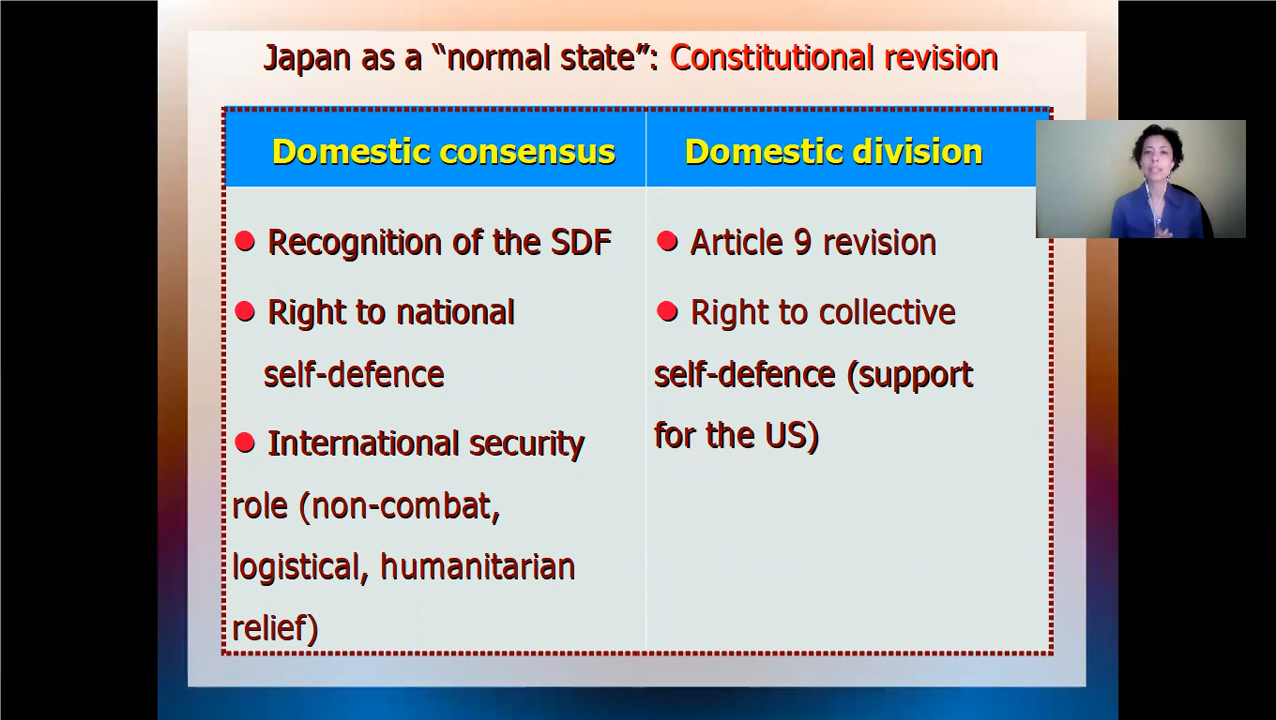 Japan as a “normal state”: Constitutional revision
Domestic consensus
Domestic division
● Recognition of the SDF
● Right to national
self-defence
● International security
role (non-combat,
logistical, humanitarian
relief)
● Article 9 revision
● Right to collective
self-defence (support
for the US)